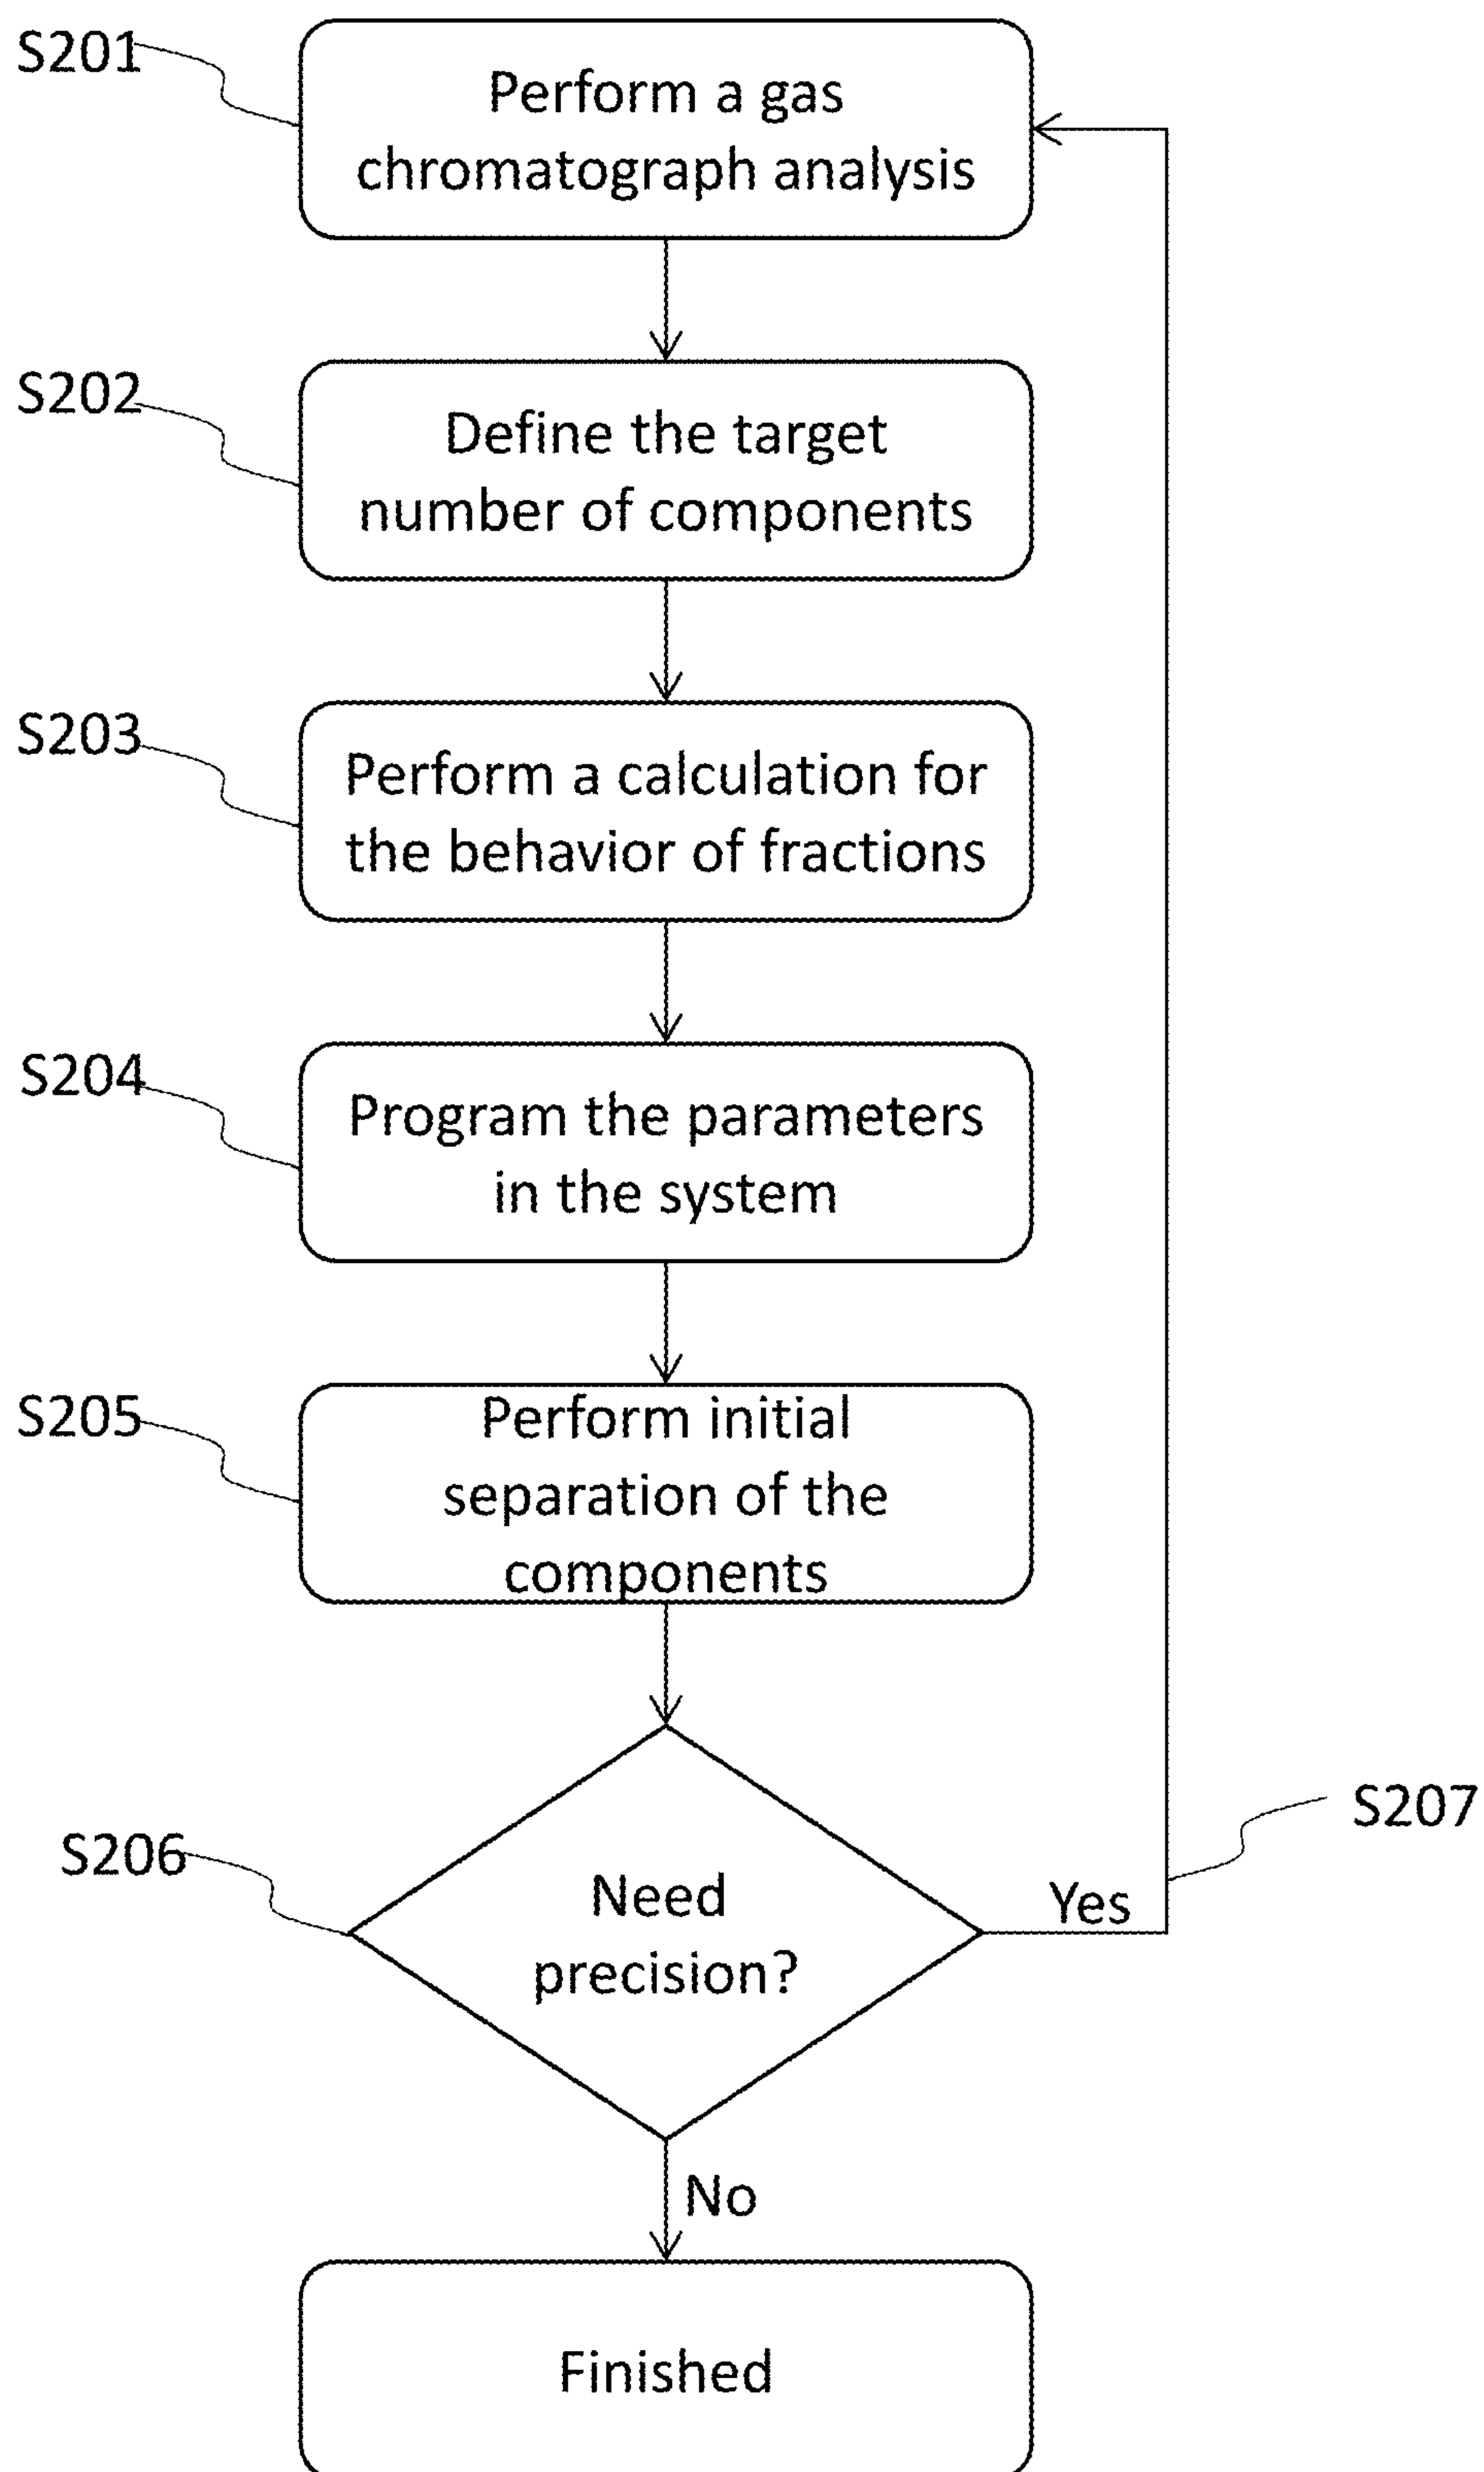 S201
Perform a gas
chromatograph analysis
S202
Define the target
number of components
S203
Perform a calculation for
the behavior of fractions
S204
Program the parameters
in the system
S205
Perform initial
separation of the
components
S206
Need
precision?
Yes
S207
No
Finished